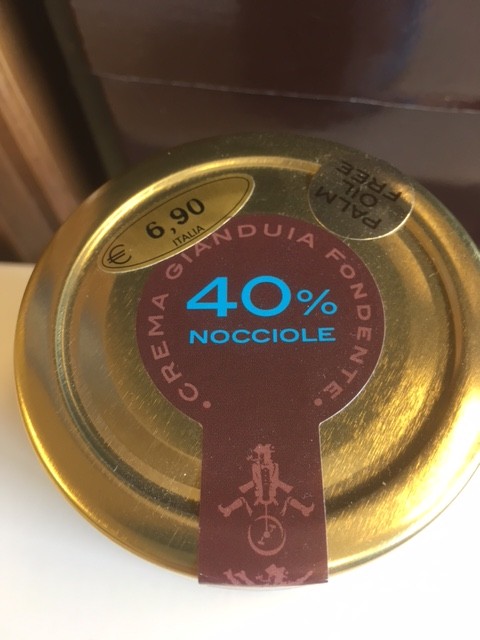 € 6,90
ITALIA
PALM
OIL
FREE
• CREMA GIANDUIA FONDENTE •
40%
NOCCIOLE